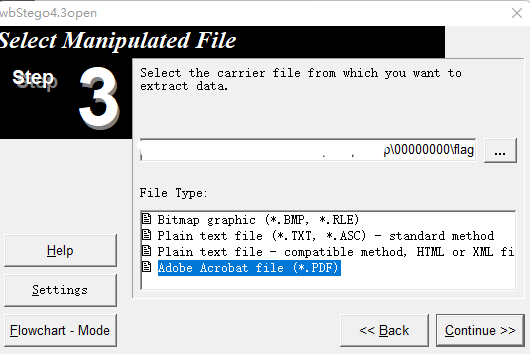 wbStego4.3open
Select Manipulated File
Step 3
Select the carrier file from which you want to
extract data.
\00000000\flag
...
File Type:
Bitmap graphic (*.BMP, *.RLE)
Plain text file (*.TXT, *.ASC) - standard method
Plain text file - compatible method, HTML or XML fi
Adobe Acrobat file (*.PDF)
Help
Settings
Flowchart - Mode
<< Back
Continue >>